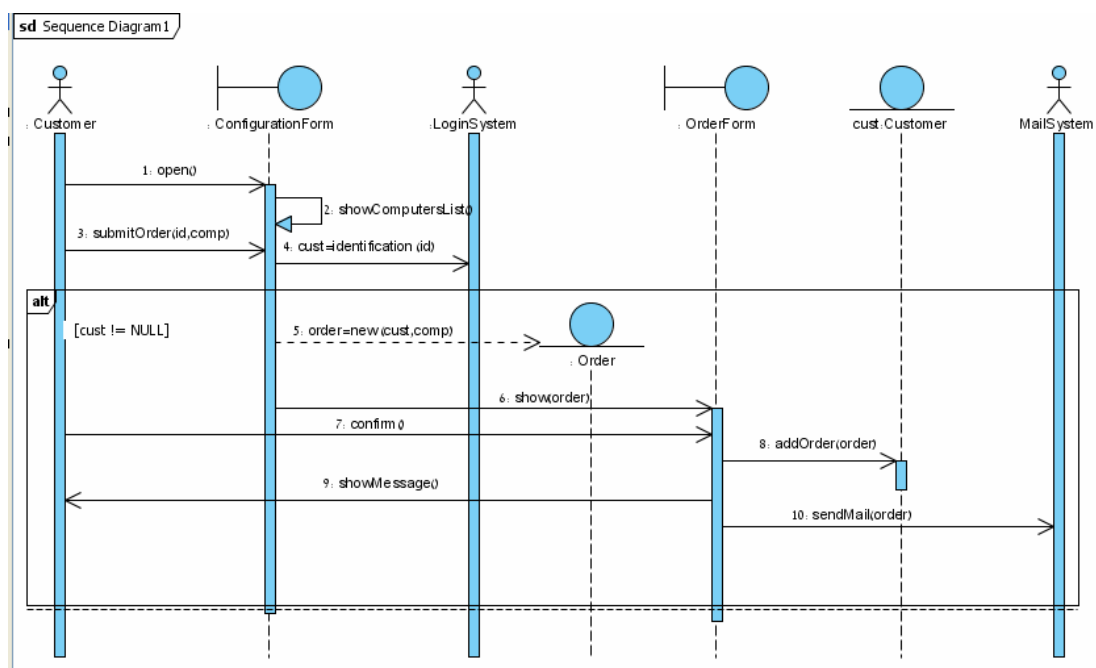 sd Sequence Diagram1
: Customer
: ConfigurationForm
:LoginSystem
: OrderForm
cust:Customer
MailSystem
1: open()
2: showComputersList()
3: submitOrder(id,comp)
4: cust=identification (id)
alt
[cust != NULL]
5: order=new(cust,comp)
: Order
6: show(order)
7: confirm()
8: addOrder(order)
9: showMessage()
10: sendMail(order)